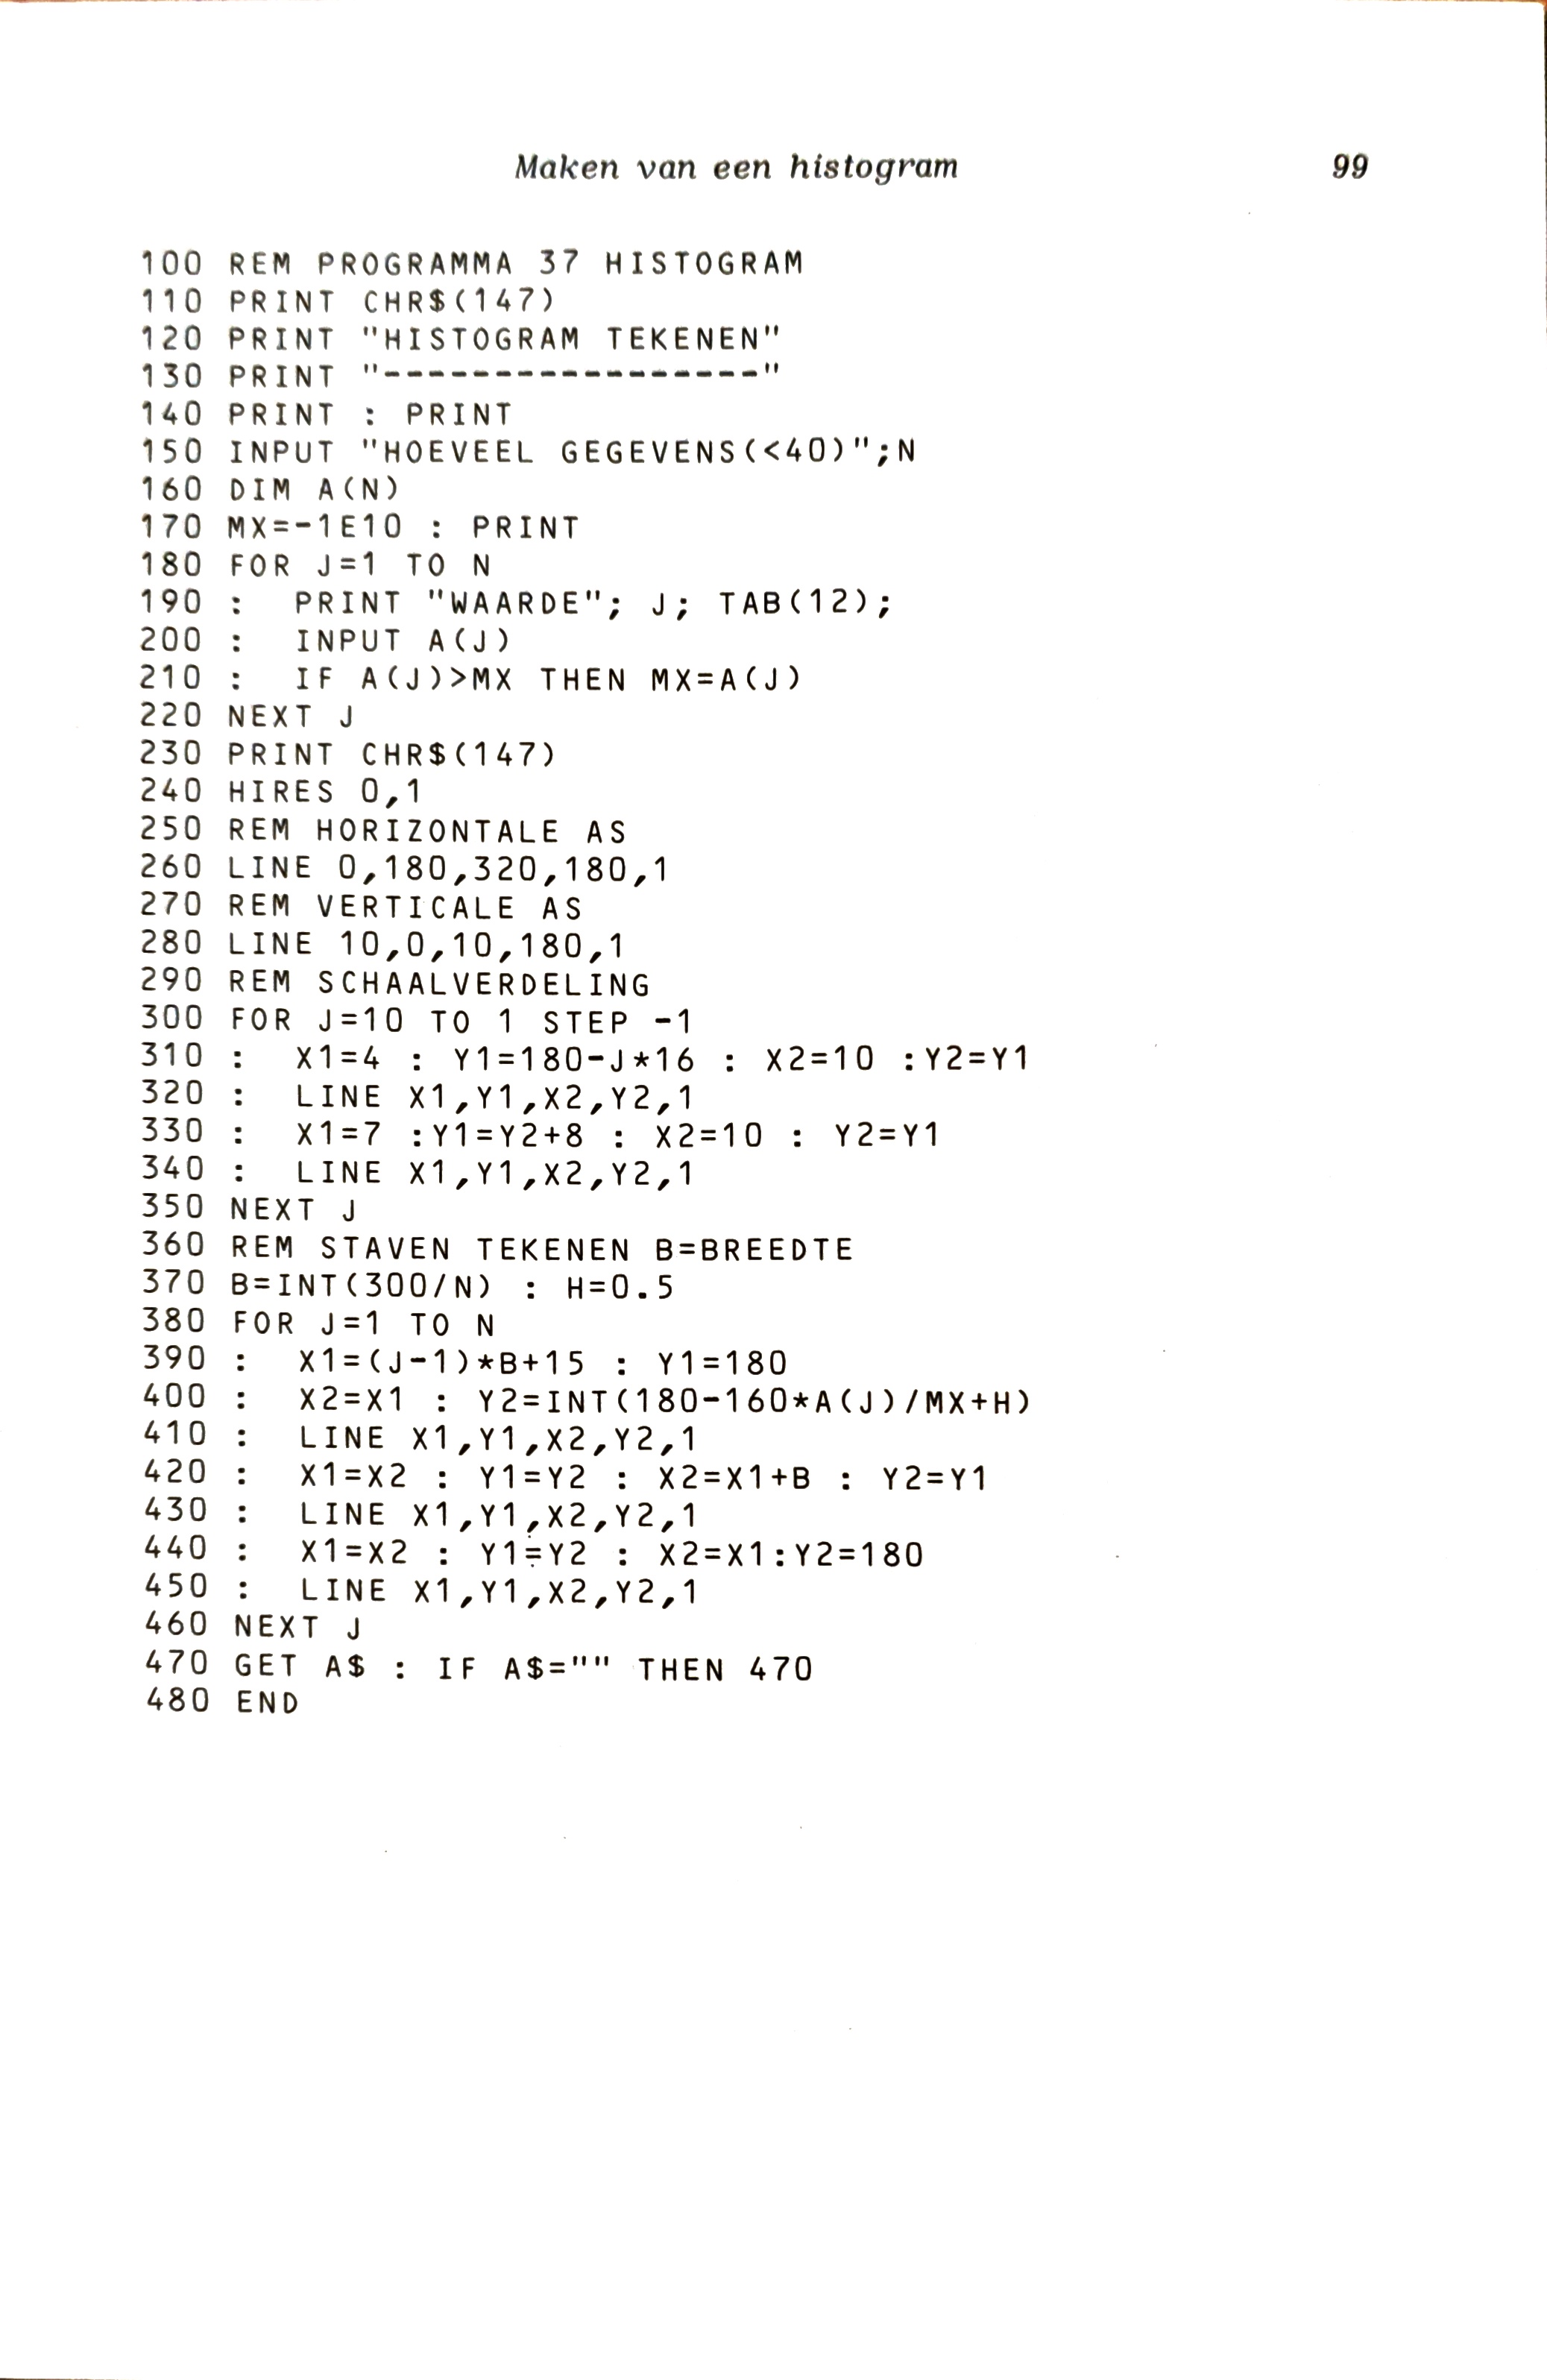 Maken van een histogram 99
100 REM PROGRAMMA 37 HISTOGRAM
110 PRINT CHR$(147)
120 PRINT "HISTOGRAM TEKENEN"
130 PRINT "-----------------"
140 PRINT : PRINT
150 INPUT "HOEVEEL GEGEVENS(<40)";N
160 DIM A(N)
170 MX=-1E10 : PRINT
180 FOR J=1 TO N
190 :  PRINT "WAARDE"; J; TAB(12);
200 :  INPUT A(J)
210 :  IF A(J)>MX THEN MX=A(J)
220 NEXT J
230 PRINT CHR$(147)
240 HIRES 0,1
250 REM HORIZONTALE AS
260 LINE 0,180,320,180,1
270 REM VERTICALE AS
280 LINE 10,0,10,180,1
290 REM SCHAALVERDELING
300 FOR J=10 TO 1 STEP -1
310 :  X1=4 : Y1=180-J*16 : X2=10 :Y2=Y1
320 :  LINE X1,Y1,X2,Y2,1
330 :  X1=7 :Y1=Y2+8 : X2=10 : Y2=Y1
340 :  LINE X1,Y1,X2,Y2,1
350 NEXT J
360 REM STAVEN TEKENEN B=BREEDTE
370 B=INT(300/N) : H=0.5
380 FOR J=1 TO N
390 :  X1=(J-1)*B+15 : Y1=180
400 :  X2=X1 : Y2=INT(180-160*A(J)/MX+H)
410 :  LINE X1,Y1,X2,Y2,1
420 :  X1=X2 : Y1=Y2 : X2=X1+B : Y2=Y1
430 :  LINE X1,Y1,X2,Y2,1
440 :  X1=X2 : Y1=Y2 : X2=X1:Y2=180
450 :  LINE X1,Y1,X2,Y2,1
460 NEXT J
470 GET A$ : IF A$="" THEN 470
480 END